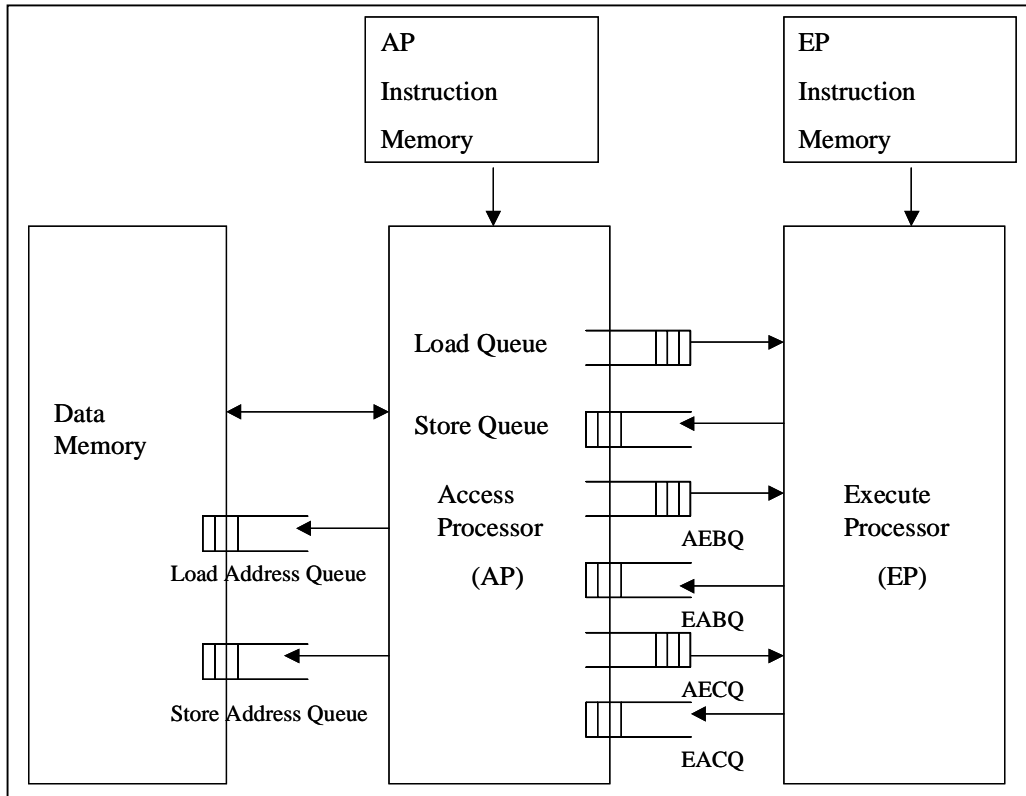 AP
Instruction
Memory
EP
Instruction
Memory
Load Queue
Data
Memory
Store Queue
Access
Processor
(AP)
Execute
Processor
(EP)
AEBQ
Load Address Queue
EABQ
AECQ
Store Address Queue
EACQ